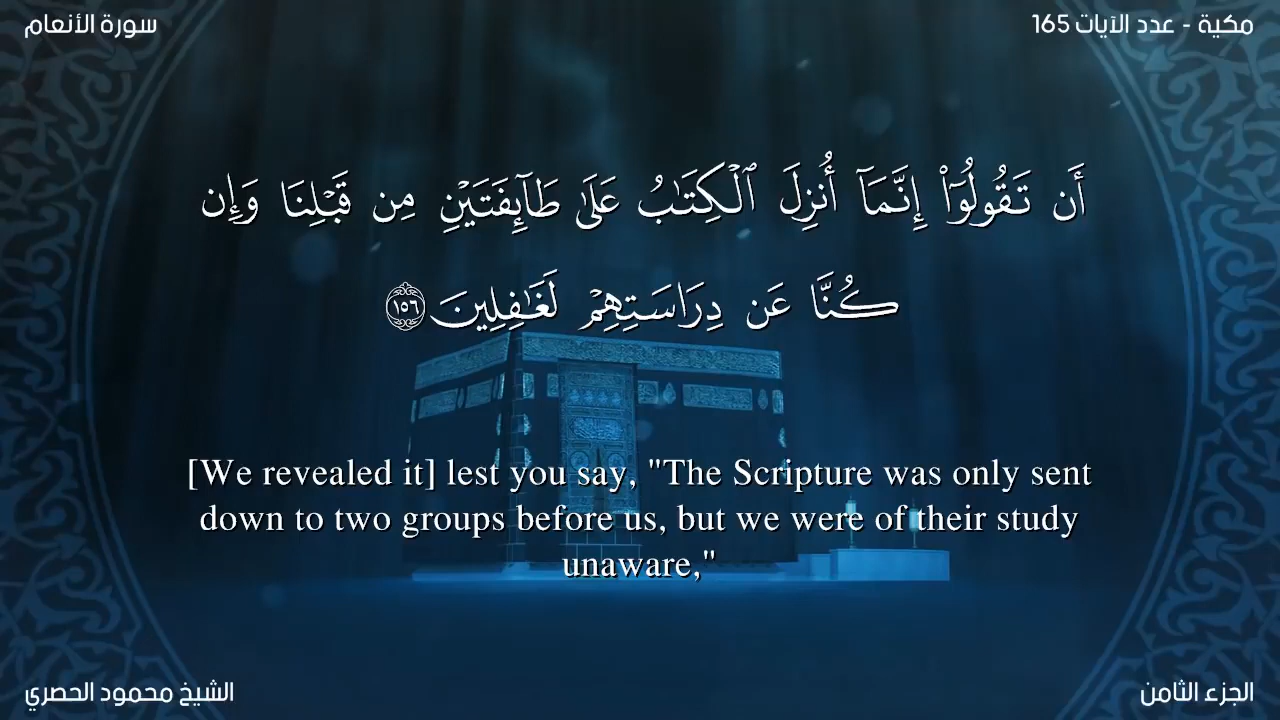 سورة الأنعام
مكية - عدد الآيات 165
أَن تَقُولُوٓا۟ إِنَّمَآ أُنزِلَ ٱلْكِتَـٰبُ عَلَىٰ طَآئِفَتَيْنِ مِن قَبْلِنَا وَإِن
كُنَّا عَن دِرَاسَتِهِمْ لَغَـٰفِلِينَ ١٥٦
[We revealed it] lest you say, "The Scripture was only sent
down to two groups before us, but we were of their study
unaware,"
الشيخ محمود الحصري
الجزء الثامن